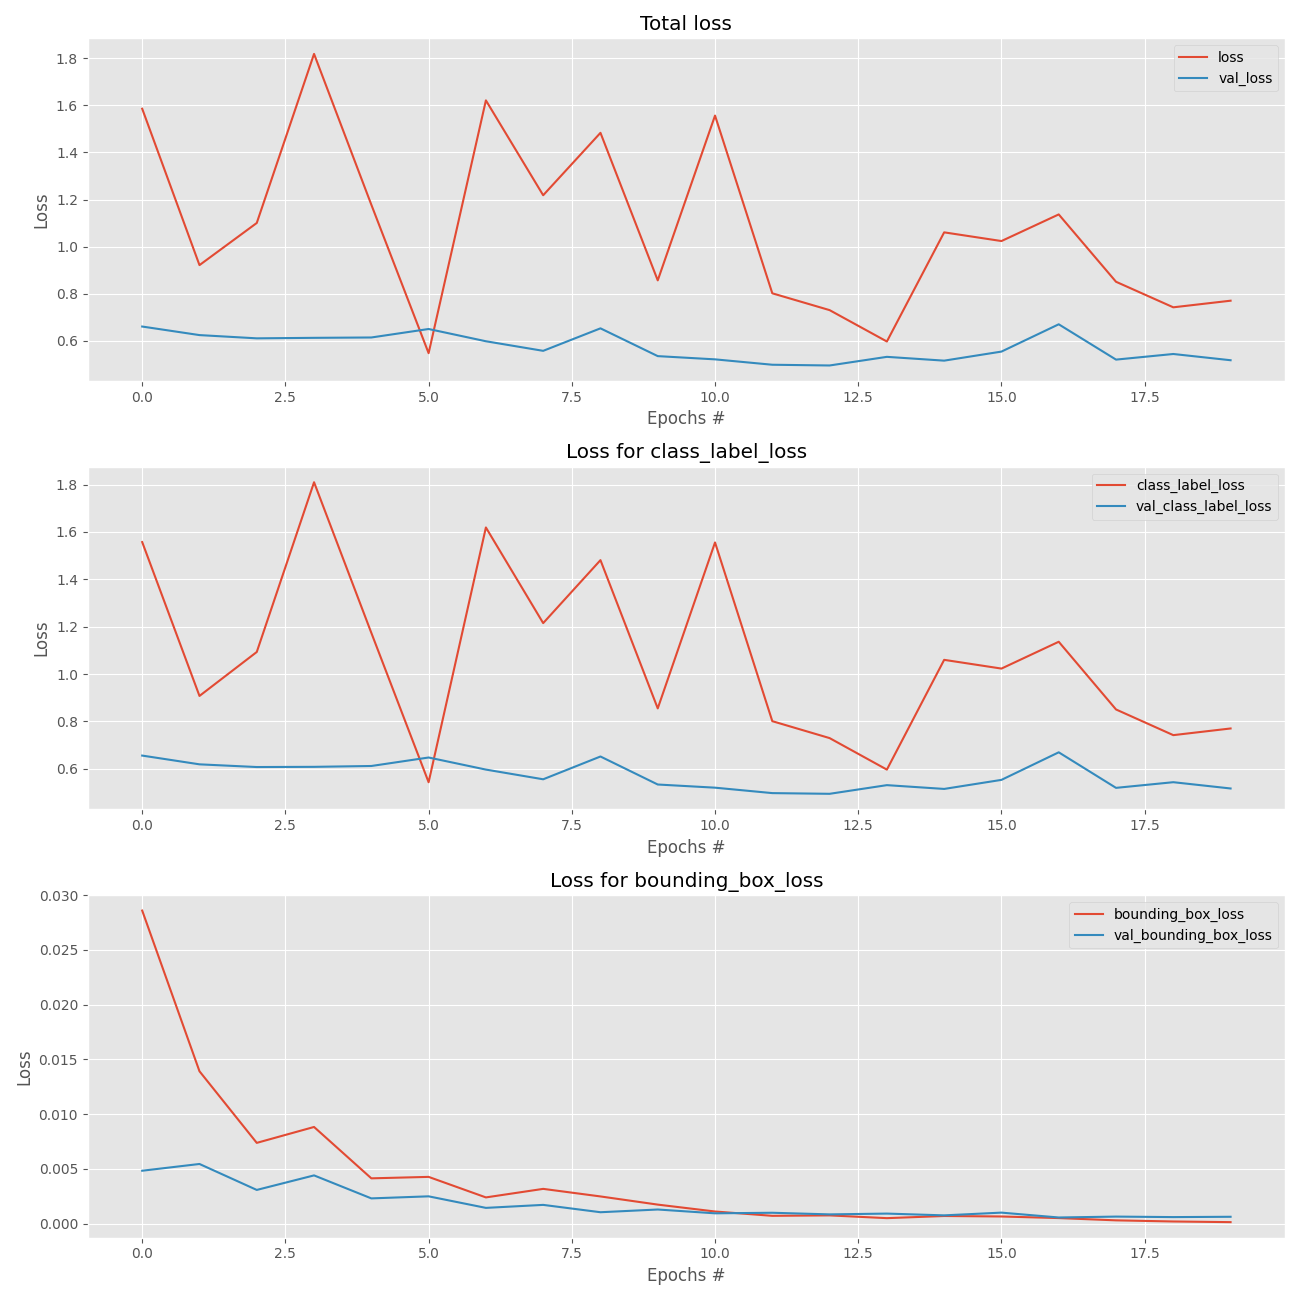 Total loss
1.8
1.6
1.4
1.2
1.0
0.8
0.6
Loss
loss
val_loss
0.0 2.5 5.0 7.5 10.0 12.5 15.0 17.5
Epochs #
Loss for class_label_loss
1.8
1.6
1.4
1.2
1.0
0.8
0.6
Loss
class_label_loss
val_class_label_loss
0.0 2.5 5.0 7.5 10.0 12.5 15.0 17.5
Epochs #
Loss for bounding_box_loss
0.030
0.025
0.020
0.015
0.010
0.005
0.000
Loss
bounding_box_loss
val_bounding_box_loss
0.0 2.5 5.0 7.5 10.0 12.5 15.0 17.5
Epochs #